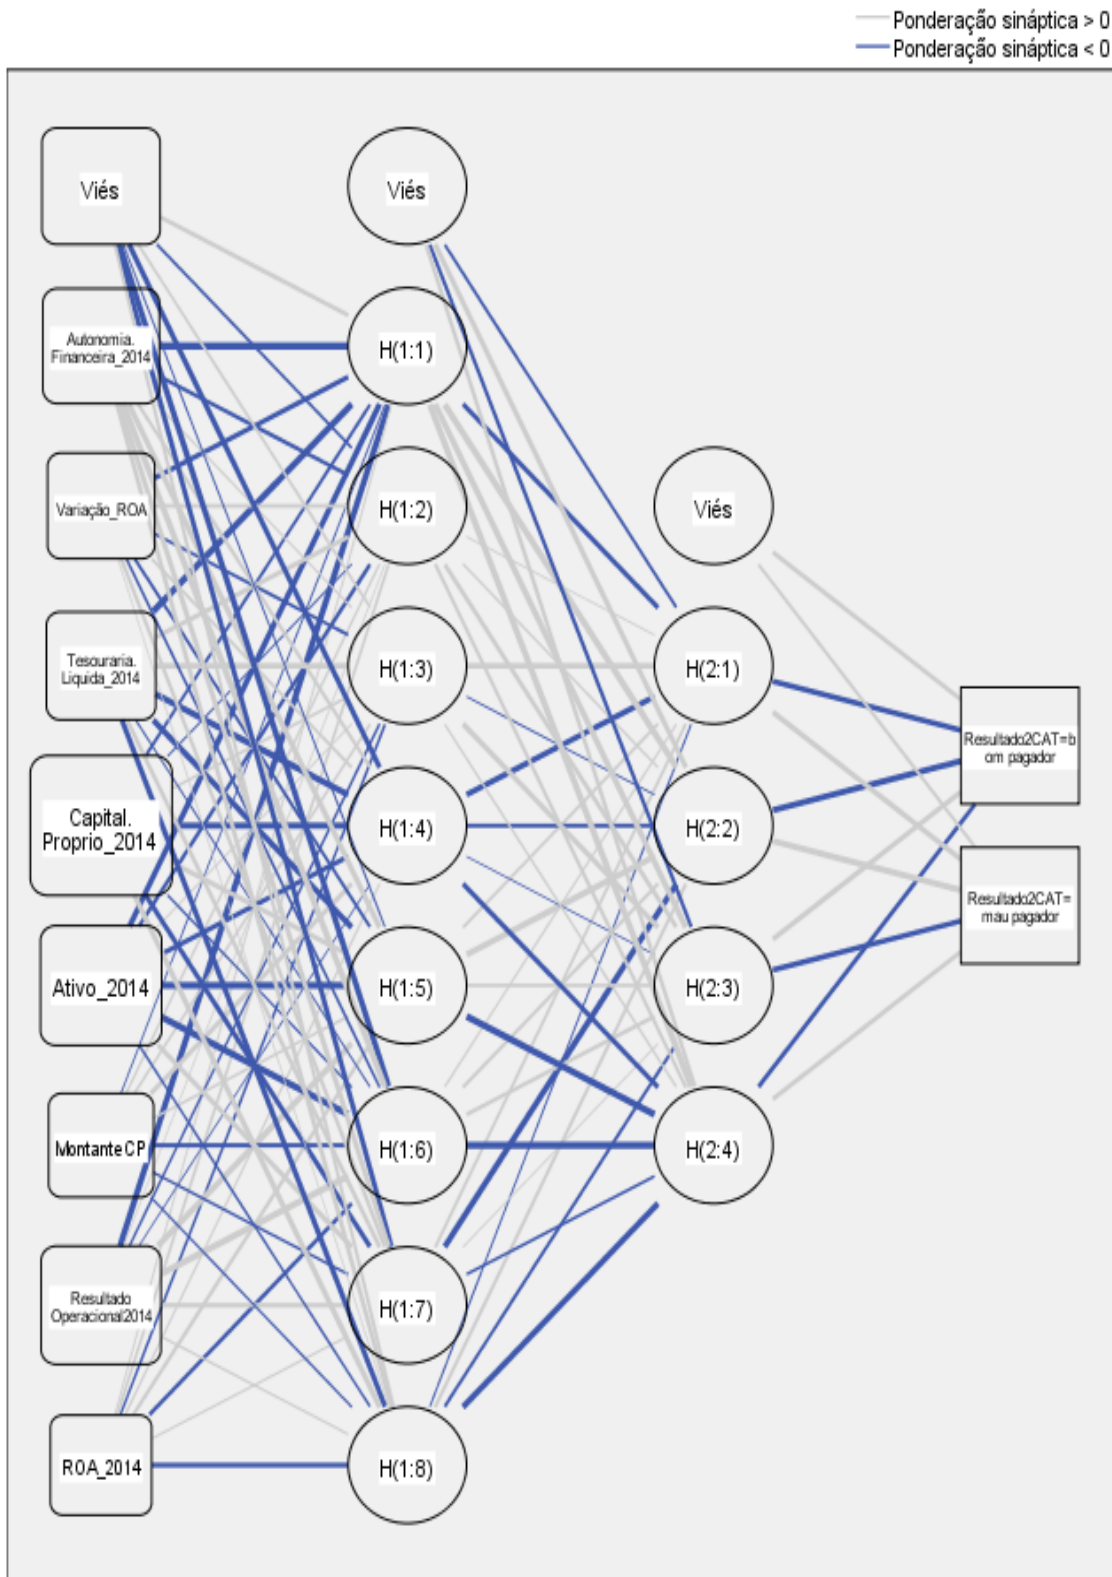 Ponderação sináptica > 0
Ponderação sináptica < 0
Viés
Autonomia.
Financeira_2014
Variação_ROA
Tesouraria.
Liquida_2014
Capital.
Proprio_2014
Ativo_2014
Montante CP
Resultado
Operacional2014
ROA_2014
Viés
H(1:1)
H(1:2)
H(1:3)
H(1:4)
H(1:5)
H(1:6)
H(1:7)
H(1:8)
Viés
H(2:1)
H(2:2)
H(2:3)
H(2:4)
Resultado2CAT=b
om pagador
Resultado2CAT=
mau pagador